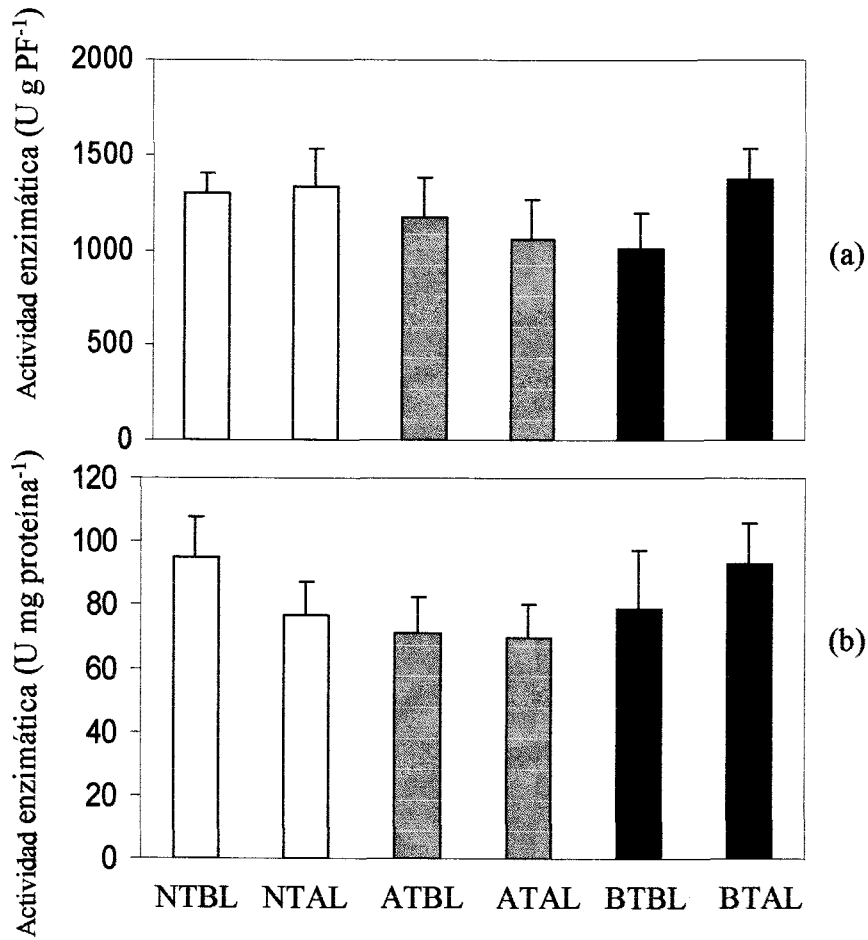 Actividad enzimática (U g PF⁻¹)
2000
1500
1000
500
0
(a)
Actividad enzimática (U mg proteína⁻¹)
120
100
80
60
40
20
0
(b)
NTBL NTAL ATBL ATAL BTBL BTAL